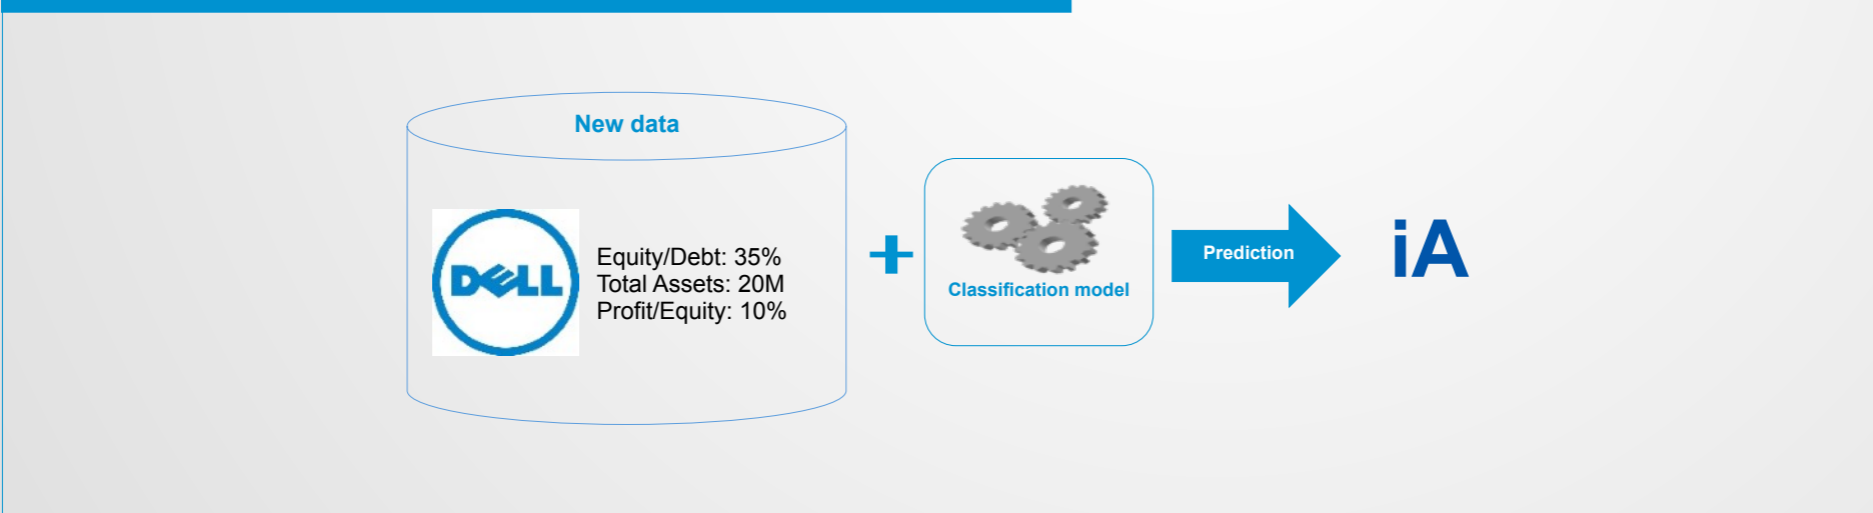 New data
DELL
Equity/Debt: 35%
Total Assets: 20M
Profit/Equity: 10%
+
Classification model
Prediction
iA